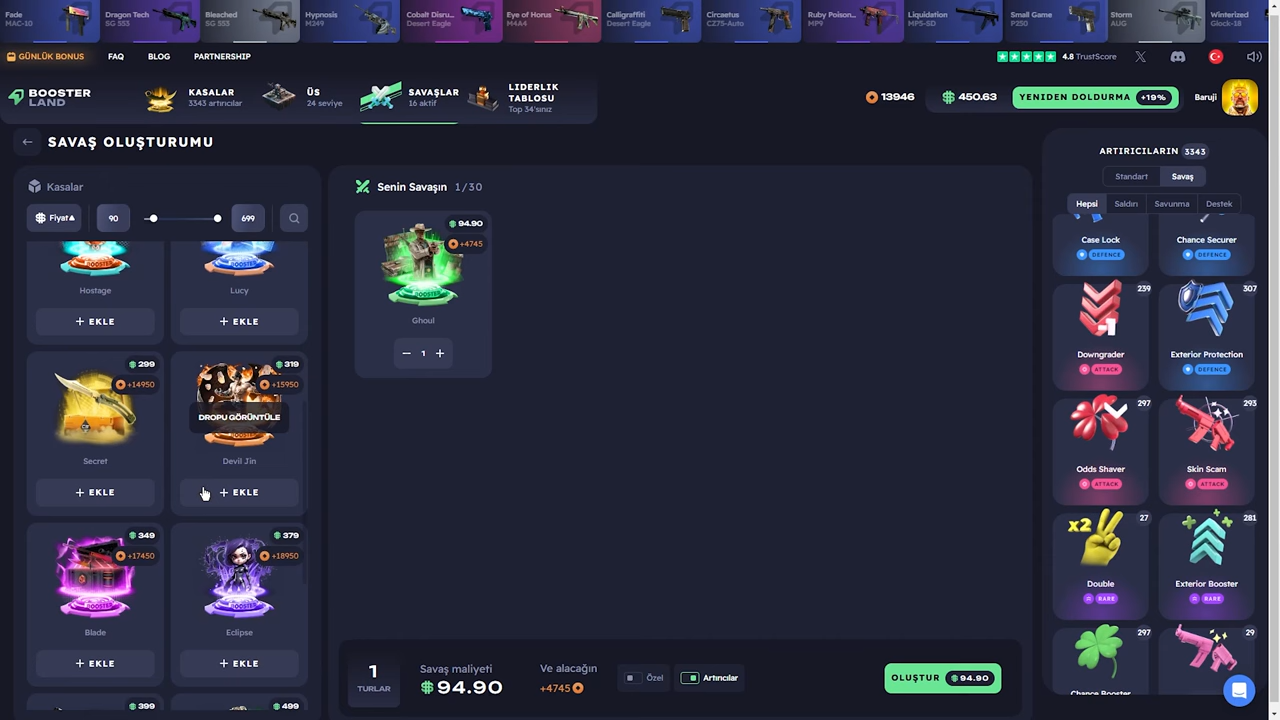 Fade
MAC-10
Dragon Tech
SG 553
Bleached
SG 553
Hypnosis
M249
Cobalt Disru...
Desert Eagle
Eye of Horus
M4A4
Calligraffiti
Desert Eagle
Circaetus
CZ75-Auto
Ruby Poison...
MP9
Liquidation
MP5-SD
Small Game
P250
Storm
AUG
Winterized
Glock-18
GÜNLÜK BONUS
FAQ
BLOG
PARTNERSHIP
4.8 TrustScore
BOOSTER
LAND
KASALAR
3343 artırıcılar
ÜS
24 seviye
SAVAŞLAR
16 aktif
LIDERLIK
TABLOSU
Top 34'sınız
13946
450.63
YENIDEN DOLDURMA +19%
Baruji
SAVAŞ OLUŞTURUMU
Kasalar
Fiyat
90
699
Hostage
+ EKLE
Lucy
+ EKLE
299
+14950
Secret
+ EKLE
319
+15950
DROPU GÖRÜNTÜLE
Devil Jin
+ EKLE
349
+17450
BOOSTER
Blade
+ EKLE
379
+18950
BOOSTER
Eclipse
+ EKLE
399
+19950
499
Senin Savaşın 1/30
94.90
+4745
BOOSTER
Ghoul
− 1 +
1
TURLAR
Savaş maliyeti
94.90
Ve alacağın
+4745
Özel
Artırıcılar
OLUŞTUR 94.90
ARTIRICILARIN 3343
Standart
Savaş
Hepsi
Saldırı
Savunma
Destek
Case Lock
DEFENCE
Chance Securer
DEFENCE
239
-1
Downgrader
ATTACK
307
Exterior Protection
DEFENCE
297
Odds Shaver
ATTACK
293
Skin Scam
ATTACK
27
x2
Double
RARE
281
Exterior Booster
RARE
297
Chance Booster
29